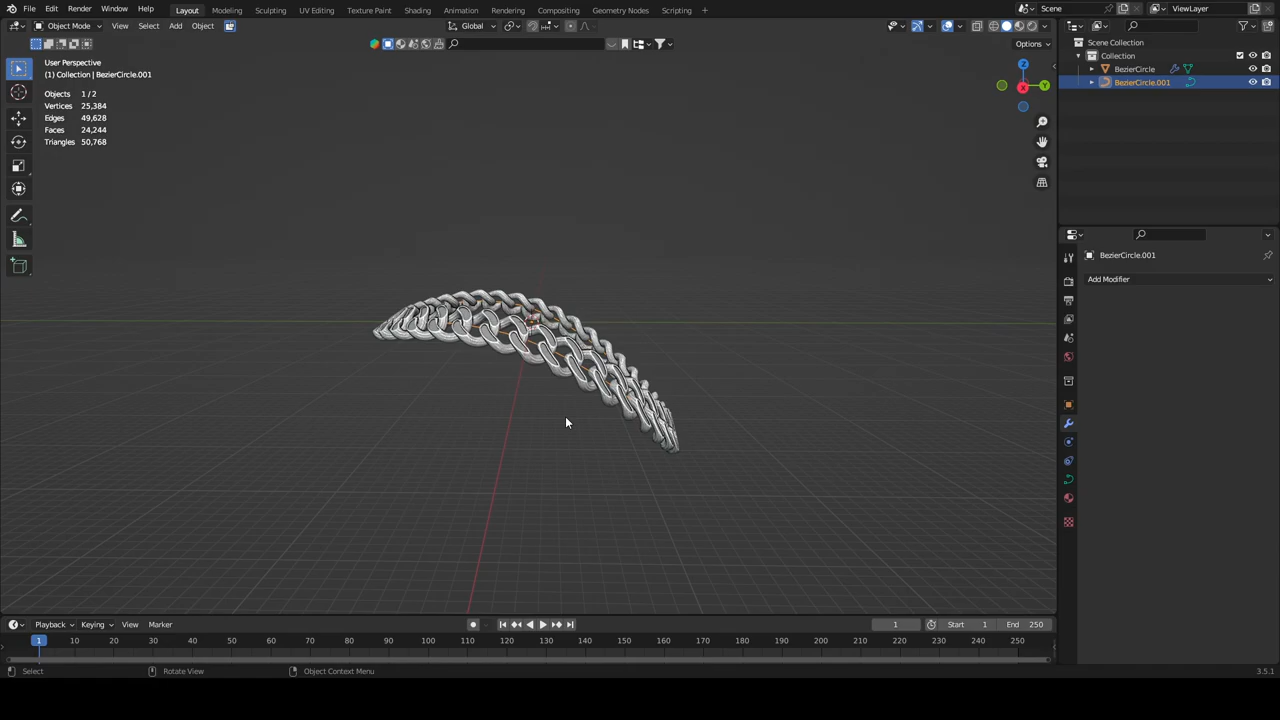 File Edit Render Window Help Layout Modeling Sculpting UV Editing Texture Paint Shading Animation Rendering Compositing Geometry Nodes Scripting + Scene ViewLayer
Object Mode View Select Add Object Global
Options
User Perspective
(1) Collection | BezierCircle.001
Objects 1 / 2
Vertices 25,384
Edges 49,628
Faces 24,244
Triangles 50,768
Z
Y
X
Scene Collection
Collection
BezierCircle
BezierCircle.001
BezierCircle.001
Add Modifier
Playback Keying View Marker 1 Start 1 End 250
1 10 20 30 40 50 60 70 80 90 100 110 120 130 140 150 160 170 180 190 200 210 220 230 240 250
Select Rotate View Object Context Menu 3.5.1